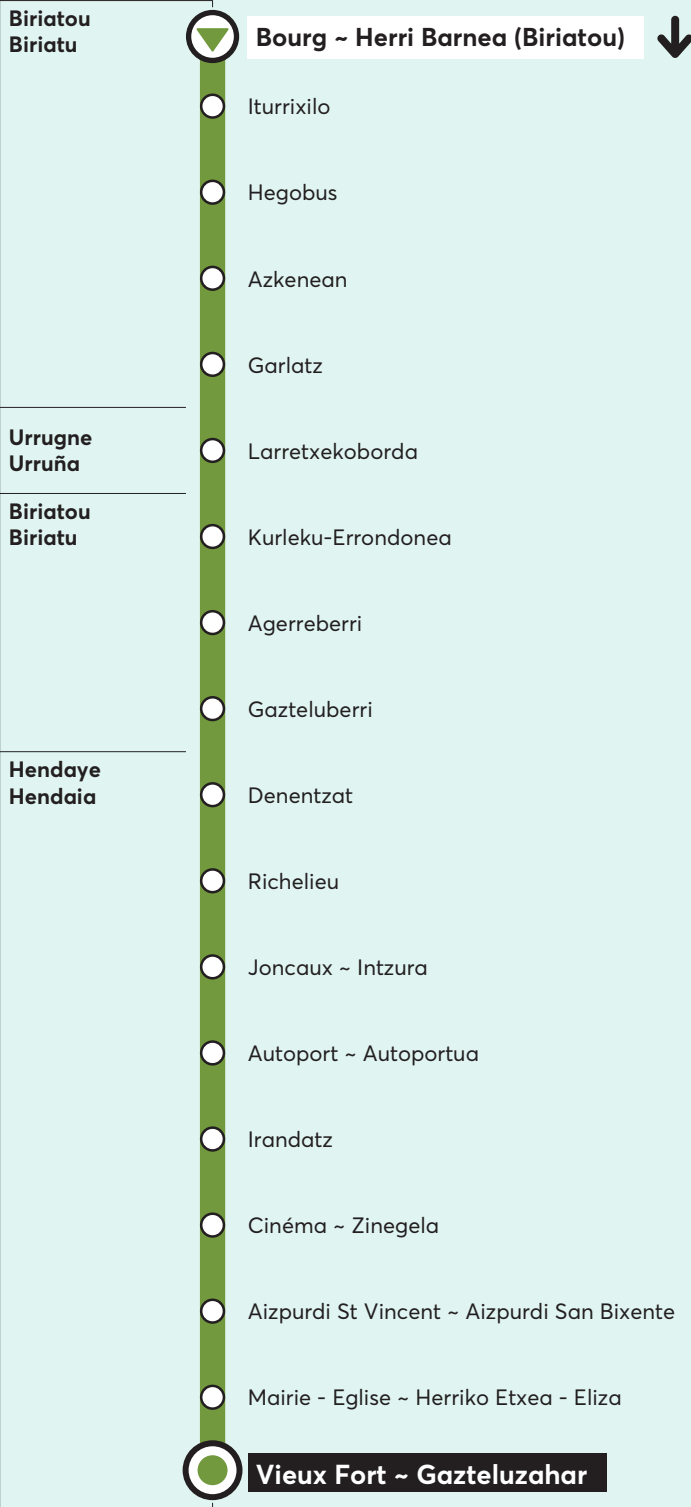 Biriatou
Biriatu
Bourg ~ Herri Barnea (Biriatou)
Iturrixilo
Hegobus
Azkenean
Garlatz
Urrugne
Urruña
Larretxekoborda
Biriatou
Biriatu
Kurleku-Errondonea
Agerreberri
Gazteluberri
Hendaye
Hendaia
Denentzat
Richelieu
Joncaux ~ Intzura
Autoport ~ Autoportua
Irandatz
Cinéma ~ Zinegela
Aizpurdi St Vincent ~ Aizpurdi San Bixente
Mairie - Eglise ~ Herriko Etxea - Eliza
Vieux Fort ~ Gazteluzahar